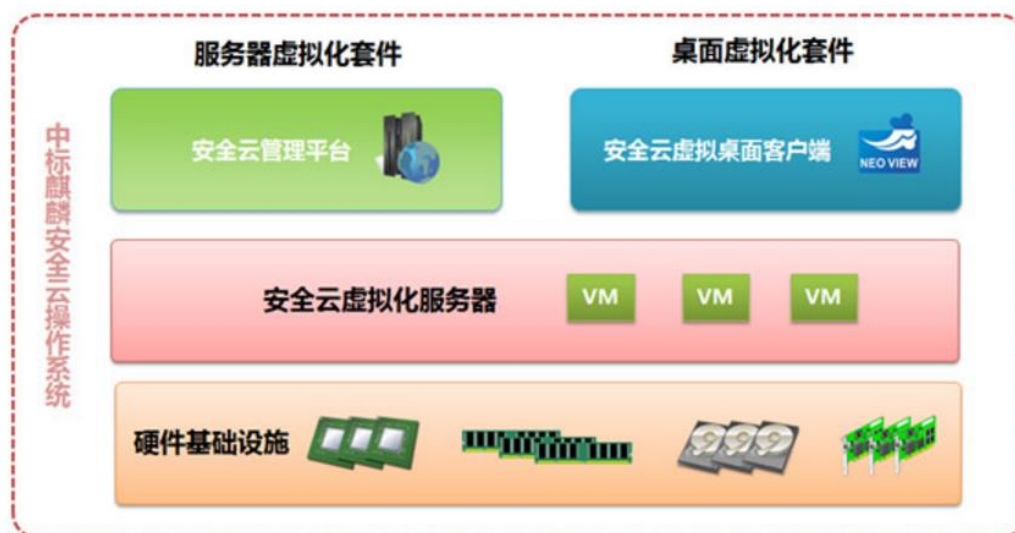 服务器虚拟化套件
桌面虚拟化套件
中标麒麟安全云操作系统
安全云管理平台
安全云虚拟桌面客户端
NEO VIEW
安全云虚拟化服务器
VM
VM
VM
硬件基础设施